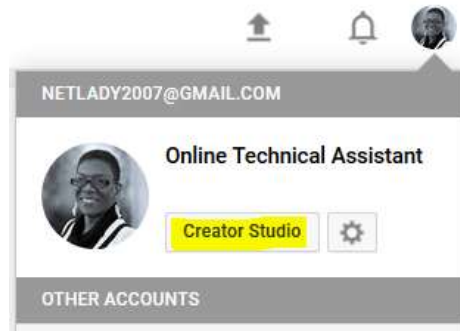 NETLADY2007@GMAIL.COM
Online Technical Assistant
Creator Studio
OTHER ACCOUNTS